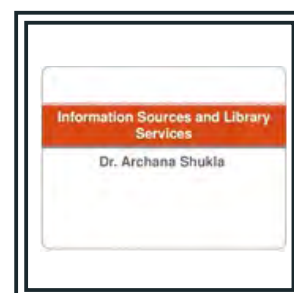 Information Sources and Library
Services
Dr. Archana Shukla